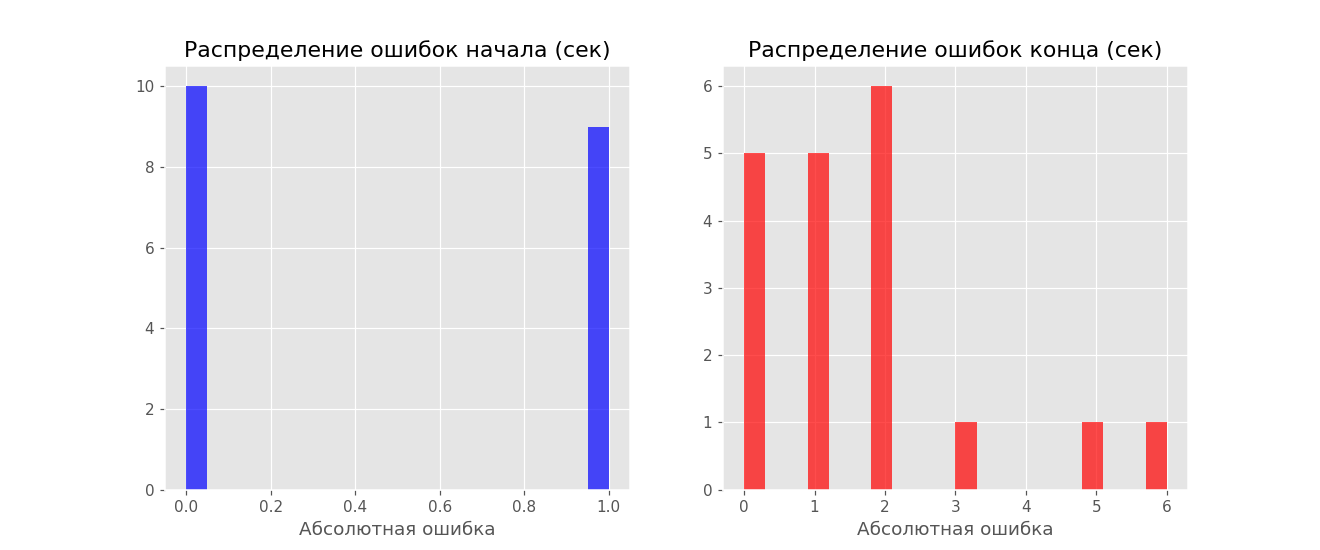 Распределение ошибок начала (сек)
10
8
6
4
2
0
0.0 0.2 0.4 0.6 0.8 1.0
Абсолютная ошибка
Распределение ошибок конца (сек)
6
5
4
3
2
1
0
0 1 2 3 4 5 6
Абсолютная ошибка